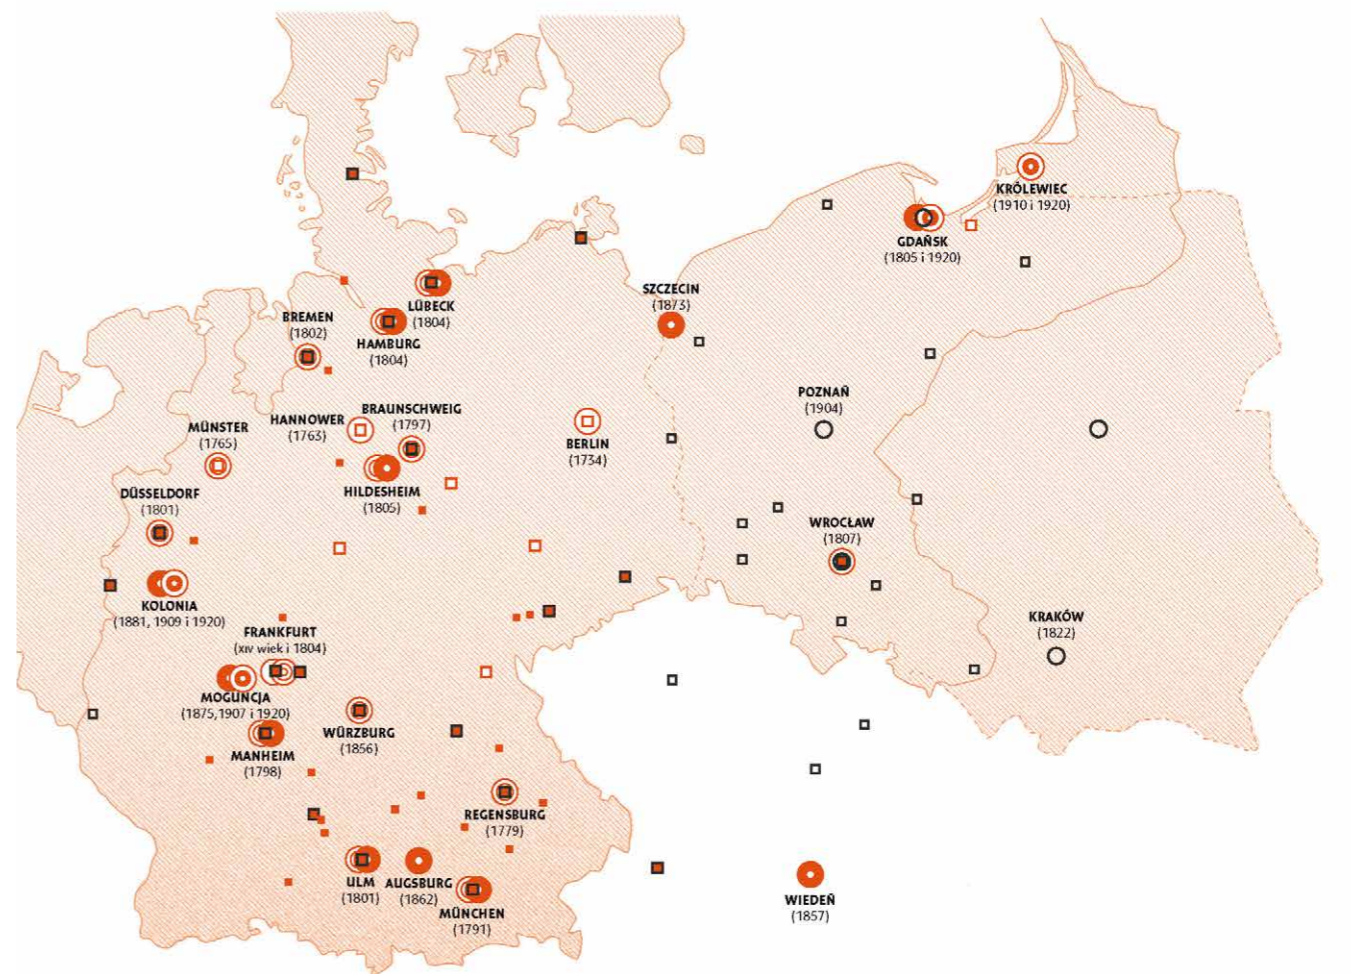 KRÓLEWIEC
(1910 i 1920)
GDAŃSK
(1805 i 1920)
SZCZECIN
(1873)
LÜBECK
(1804)
BREMEN
(1802)
HAMBURG
(1804)
POZNAŃ
(1904)
BRAUNSCHWEIG
(1797)
HANNOWER
(1763)
MÜNSTER
(1765)
BERLIN
(1734)
HILDESHEIM
(1805)
DÜSSELDORF
(1801)
WROCŁAW
(1807)
KOLONIA
(1881, 1909 i 1920)
KRAKÓW
(1822)
FRANKFURT
(XIV wiek i 1804)
MOGUNCJA
(1875, 1907 i 1920)
WÜRZBURG
(1856)
MANHEIM
(1798)
REGENSBURG
(1779)
ULM
(1801)
AUGSBURG
(1862)
MÜNCHEN
(1791)
WIEDEŃ
(1857)